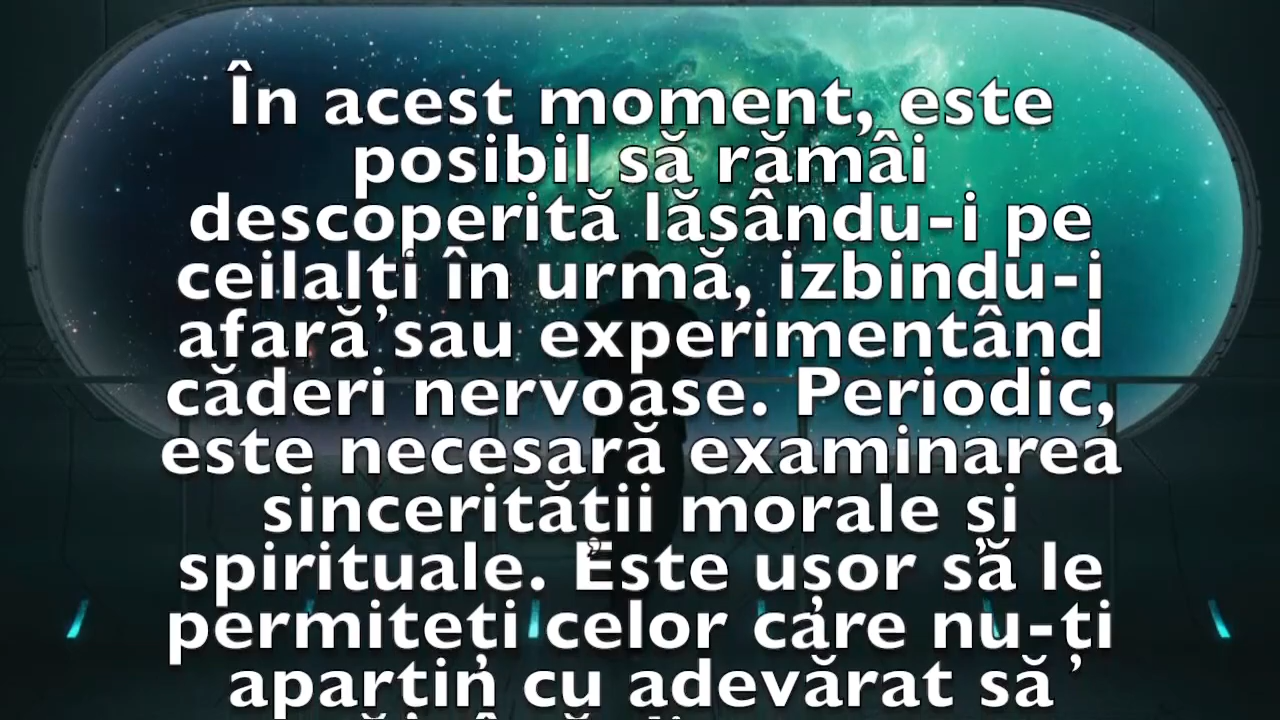 În acest moment, este
posibil să rămâi
descoperită lăsându-i pe
ceilalți în urmă, izbindu-i
afară sau experimentând
căderi nervoase. Periodic,
este necesară examinarea
sincerității morale și
spirituale. Este ușor să le
permiteți celor care nu-ți
aparțin cu adevărat să